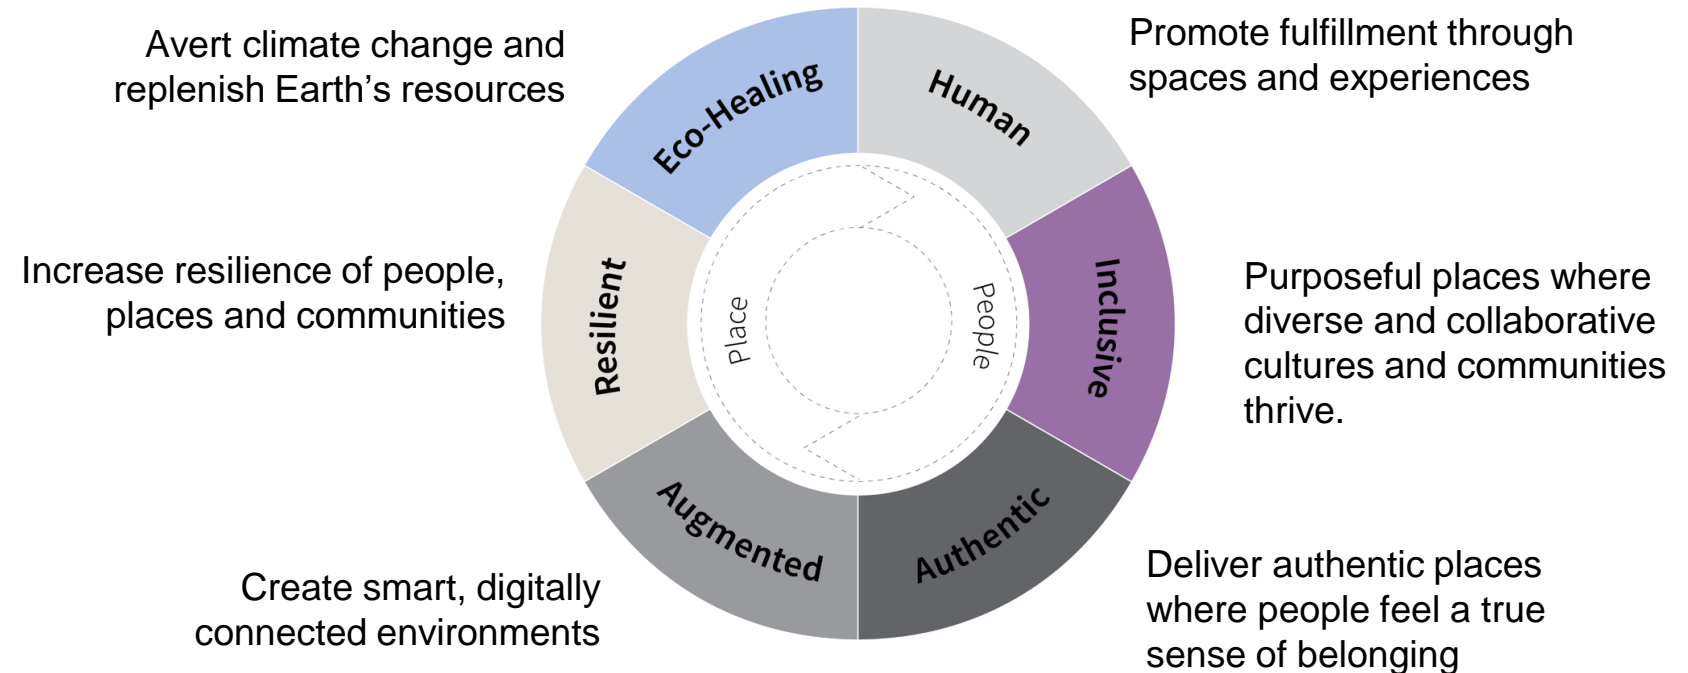 Avert climate change and
replenish Earth’s resources
Eco-Healing
Human
Promote fulfillment through
spaces and experiences
Increase resilience of people,
places and communities
Resilient
Place
People
Inclusive
Purposeful places where
diverse and collaborative
cultures and communities
thrive.
Create smart, digitally
connected environments
Augmented
Authentic
Deliver authentic places
where people feel a true
sense of belonging